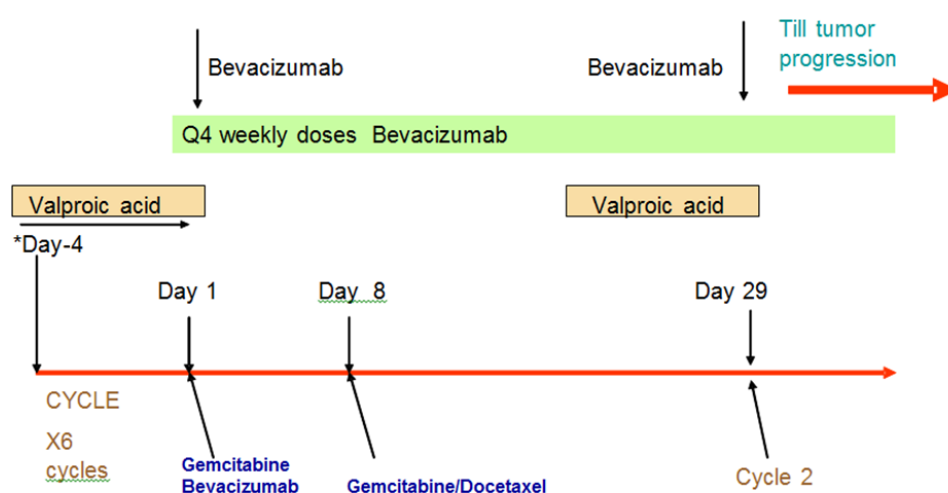 Till tumor
progression
Bevacizumab
Bevacizumab
Q4 weekly doses Bevacizumab
Valproic acid
Valproic acid
*Day-4
Day 1
Day 8
Day 29
CYCLE
X6
cycles
Gemcitabine
Bevacizumab
Gemcitabine/Docetaxel
Cycle 2